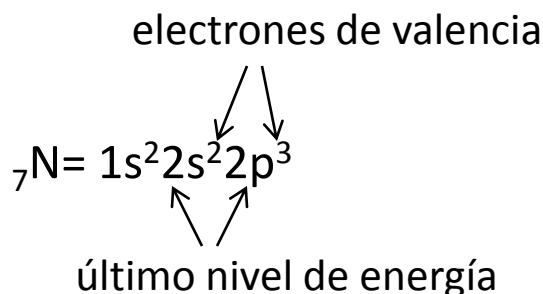 electrones de valencia
₇N= 1s²2s²2p³
último nivel de energía